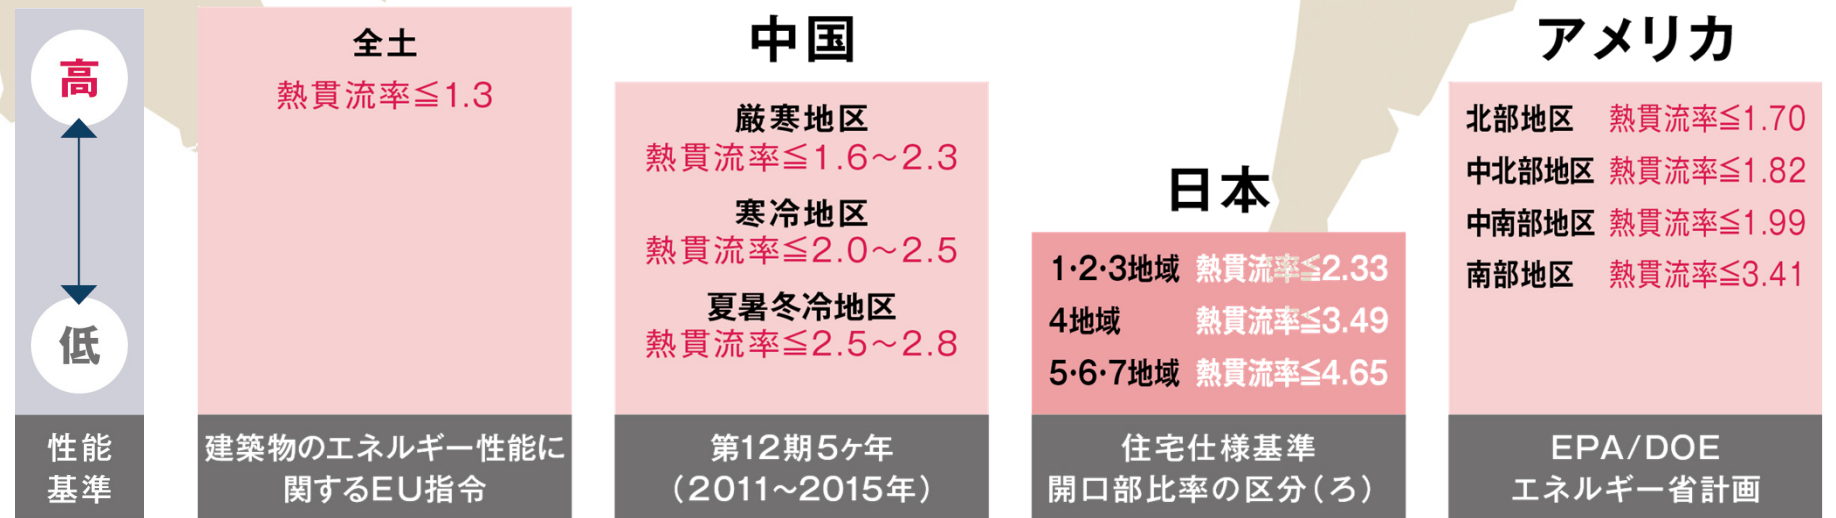 高
低
性能
基準
全土
熱貫流率≦1.3
建築物のエネルギー性能に
関するEU指令
中国
厳寒地区
熱貫流率≦1.6～2.3
寒冷地区
熱貫流率≦2.0～2.5
夏暑冬冷地区
熱貫流率≦2.5～2.8
第12期5ヶ年
（2011～2015年）
日本
1・2・3地域 熱貫流率≦2.33
4地域 熱貫流率≦3.49
5・6・7地域 熱貫流率≦4.65
住宅仕様基準
開口部比率の区分（ろ）
アメリカ
北部地区 熱貫流率≦1.70
中北部地区 熱貫流率≦1.82
中南部地区 熱貫流率≦1.99
南部地区 熱貫流率≦3.41
EPA/DOE
エネルギー省計画